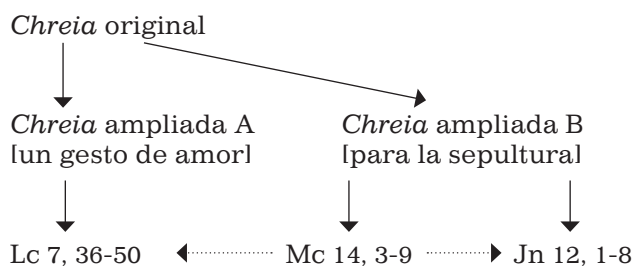 Chreia original
Chreia ampliada A Chreia ampliada B
[un gesto de amor] [para la sepultura]
Lc 7, 36-50 Mc 14, 3-9 Jn 12, 1-8